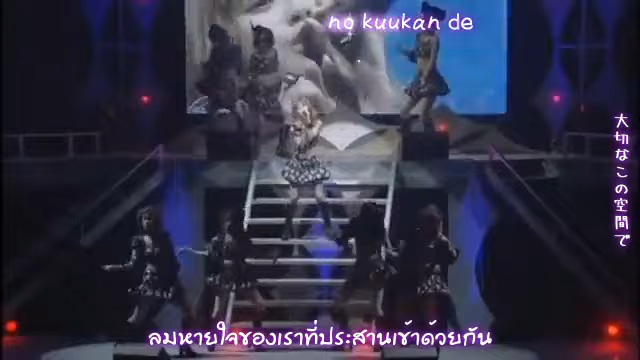 no kuukan de
大切なこの空間で
ลมหายใจของเราที่ประสานเข้าด้วยกัน